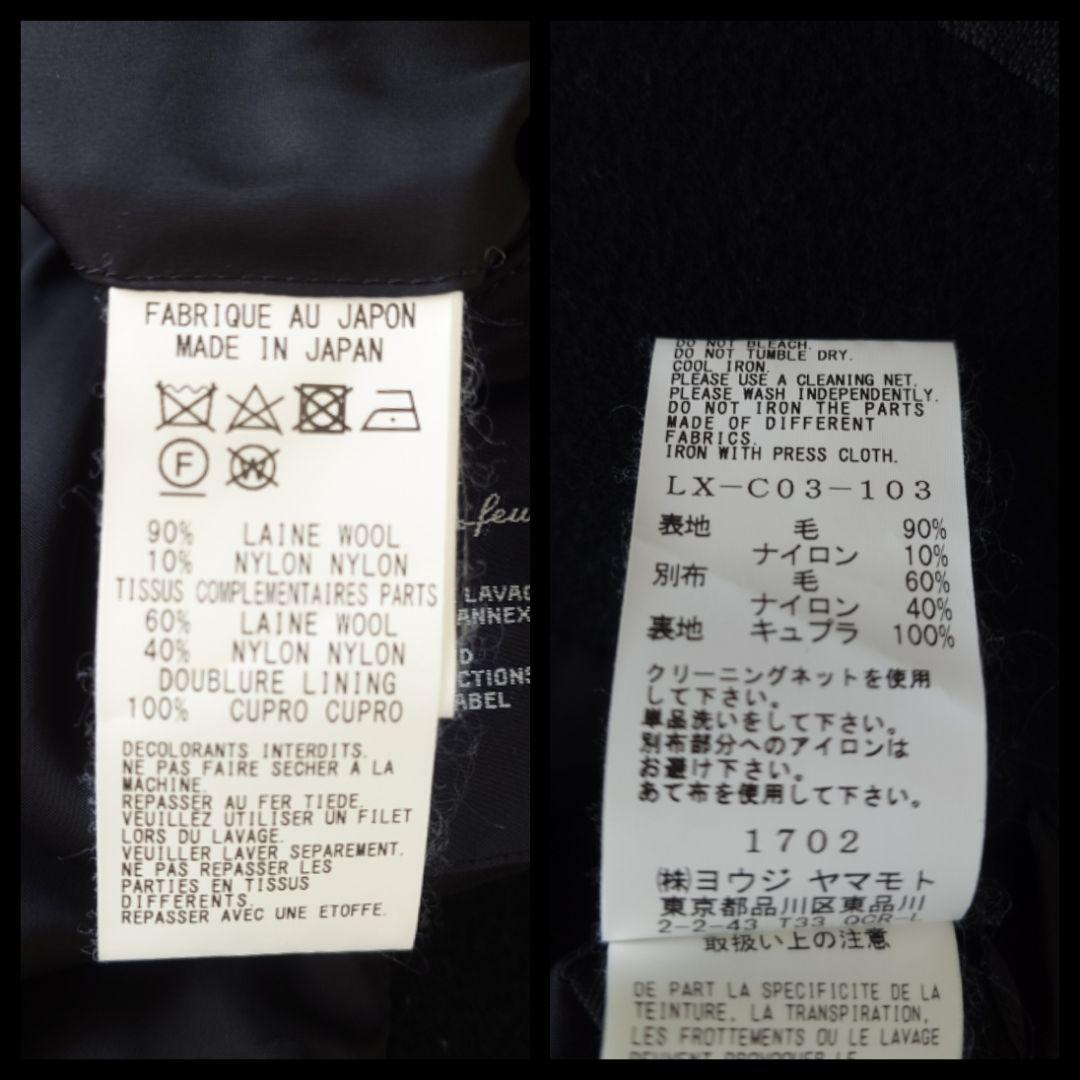 FABRIQUE AU JAPON
MADE IN JAPAN
F
W
90% LAINE WOOL
10% NYLON NYLON
TISSUS COMPLEMENTAIRES PARTS
60% LAINE WOOL
40% NYLON NYLON
DOUBLURE LINING
100% CUPRO CUPRO
DECOLORANTS INTERDITS.
NE PAS FAIRE SECHER A LA
MACHINE.
REPASSER AU FER TIEDE.
VEUILLEZ UTILISER UN FILET
LORS DU LAVAGE.
VEUILLER LAVER SEPAREMENT.
NE PAS REPASSER LES
PARTIES EN TISSUS
DIFFERENTS.
REPASSER AVEC UNE ETOFFE.
feu
LAVAG
ANNEX
D
CTIONS
ABEL
DO NOT BLEACH.
DO NOT TUMBLE DRY.
COOL IRON.
PLEASE USE A CLEANING NET.
PLEASE WASH INDEPENDENTLY.
DO NOT IRON THE PARTS
MADE OF DIFFERENT
FABRICS.
IRON WITH PRESS CLOTH.
LX-C03-103
表地 毛 90%
ナイロン 10%
別布 毛 60%
ナイロン 40%
裏地 キュプラ 100%
クリーニングネットを使用
して下さい。
単品洗いをして下さい。
別布部分へのアイロンは
お避け下さい。
あて布を使用して下さい。
1702
㈱ヨウジ ヤマモト
東京都品川区東品川
2-2-43 T33 QCR-L
取扱い上の注意
DE PART LA SPECIFICITE DE LA
TEINTURE, LA TRANSPIRATION,
LES FROTTEMENTS OU LE LAVAGE
PEUVENT PROVOQUER LE